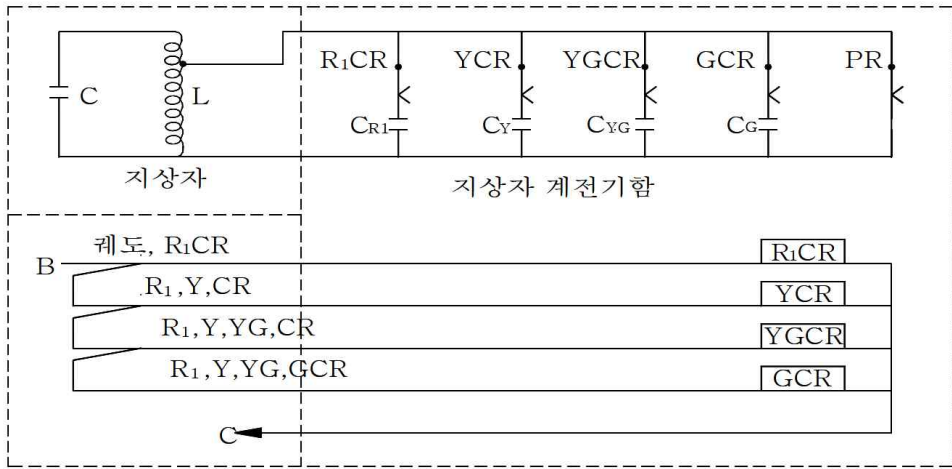 R₁CR YCR YGCR GCR PR
C L C_R1 C_Y C_YG C_G
지상자
지상자 계전기함
궤도, R₁CR
B R₁CR
R₁,Y,CR
YCR
R₁,Y,YG,CR
YGCR
R₁,Y,YG,GCR
GCR
C